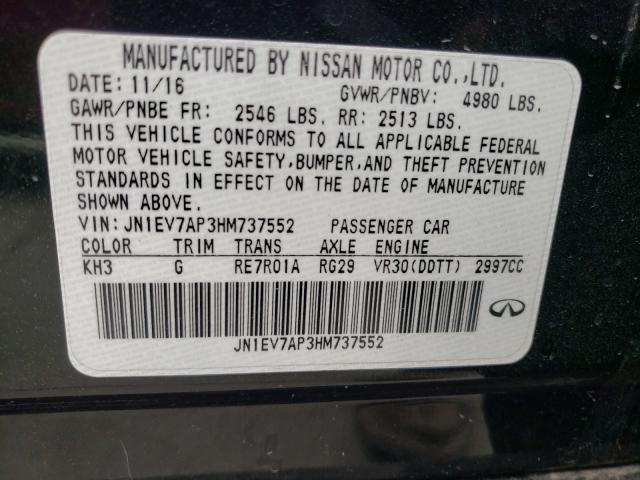 MANUFACTURED BY NISSAN MOTOR CO.,LTD.
DATE: 11/16 GVWR/PNBV: 4980 LBS.
GAWR/PNBE FR: 2546 LBS. RR: 2513 LBS.
THIS VEHICLE CONFORMS TO ALL APPLICABLE FEDERAL
MOTOR VEHICLE SAFETY,BUMPER,AND THEFT PREVENTION
STANDARDS IN EFFECT ON THE DATE OF MANUFACTURE
SHOWN ABOVE.
VIN: JN1EV7AP3HM737552 PASSENGER CAR
COLOR TRIM TRANS AXLE ENGINE
KH3 G RE7R01A RG29 VR30(DDTT) 2997CC
JN1EV7AP3HM737552